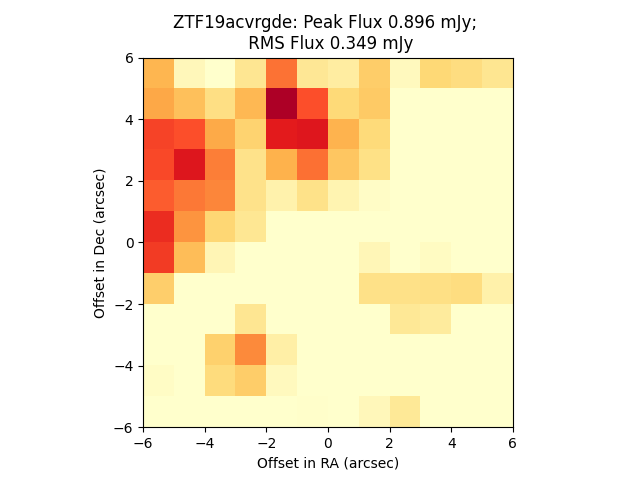 ZTF19acvrgde: Peak Flux 0.896 mJy;
RMS Flux 0.349 mJy
6
4
2
0
−2
−4
−6
Offset in Dec (arcsec)
−6 −4 −2 0 2 4 6
Offset in RA (arcsec)